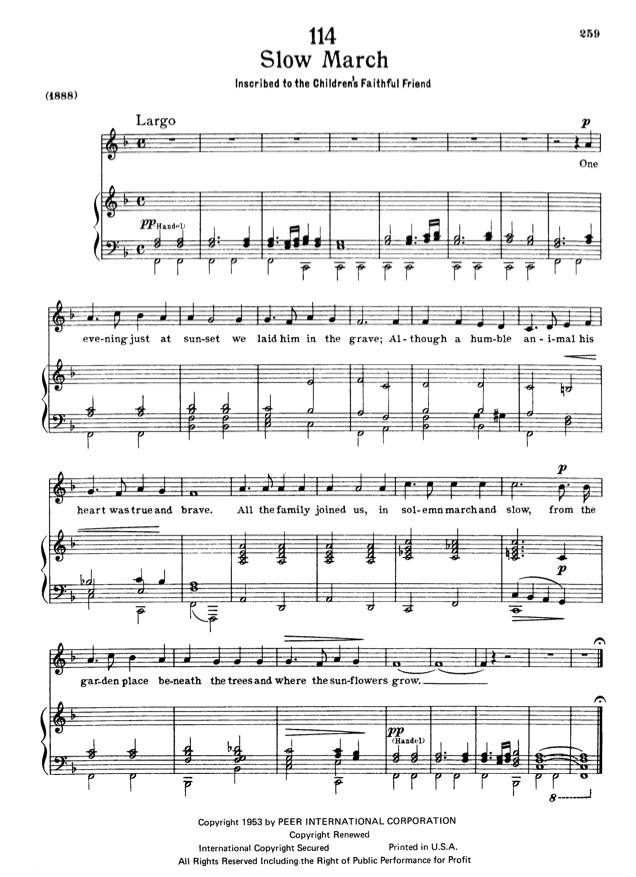 114
259
Slow March
Inscribed to the Children's Faithful Friend
(1888)
Largo
p
One
pp (Handel)
eve-ning just at sun-set we laid him in the grave; Al-though a hum-ble an-i-mal his
p
heart was true and brave. All the family joined us, in sol-emn march and slow, from the
p
gar-den place be-neath the trees and where the sun-flowers grow.
pp
(Handel)
8
Copyright 1953 by PEER INTERNATIONAL CORPORATION
Copyright Renewed
International Copyright Secured Printed in U.S.A.
All Rights Reserved Including the Right of Public Performance for Profit